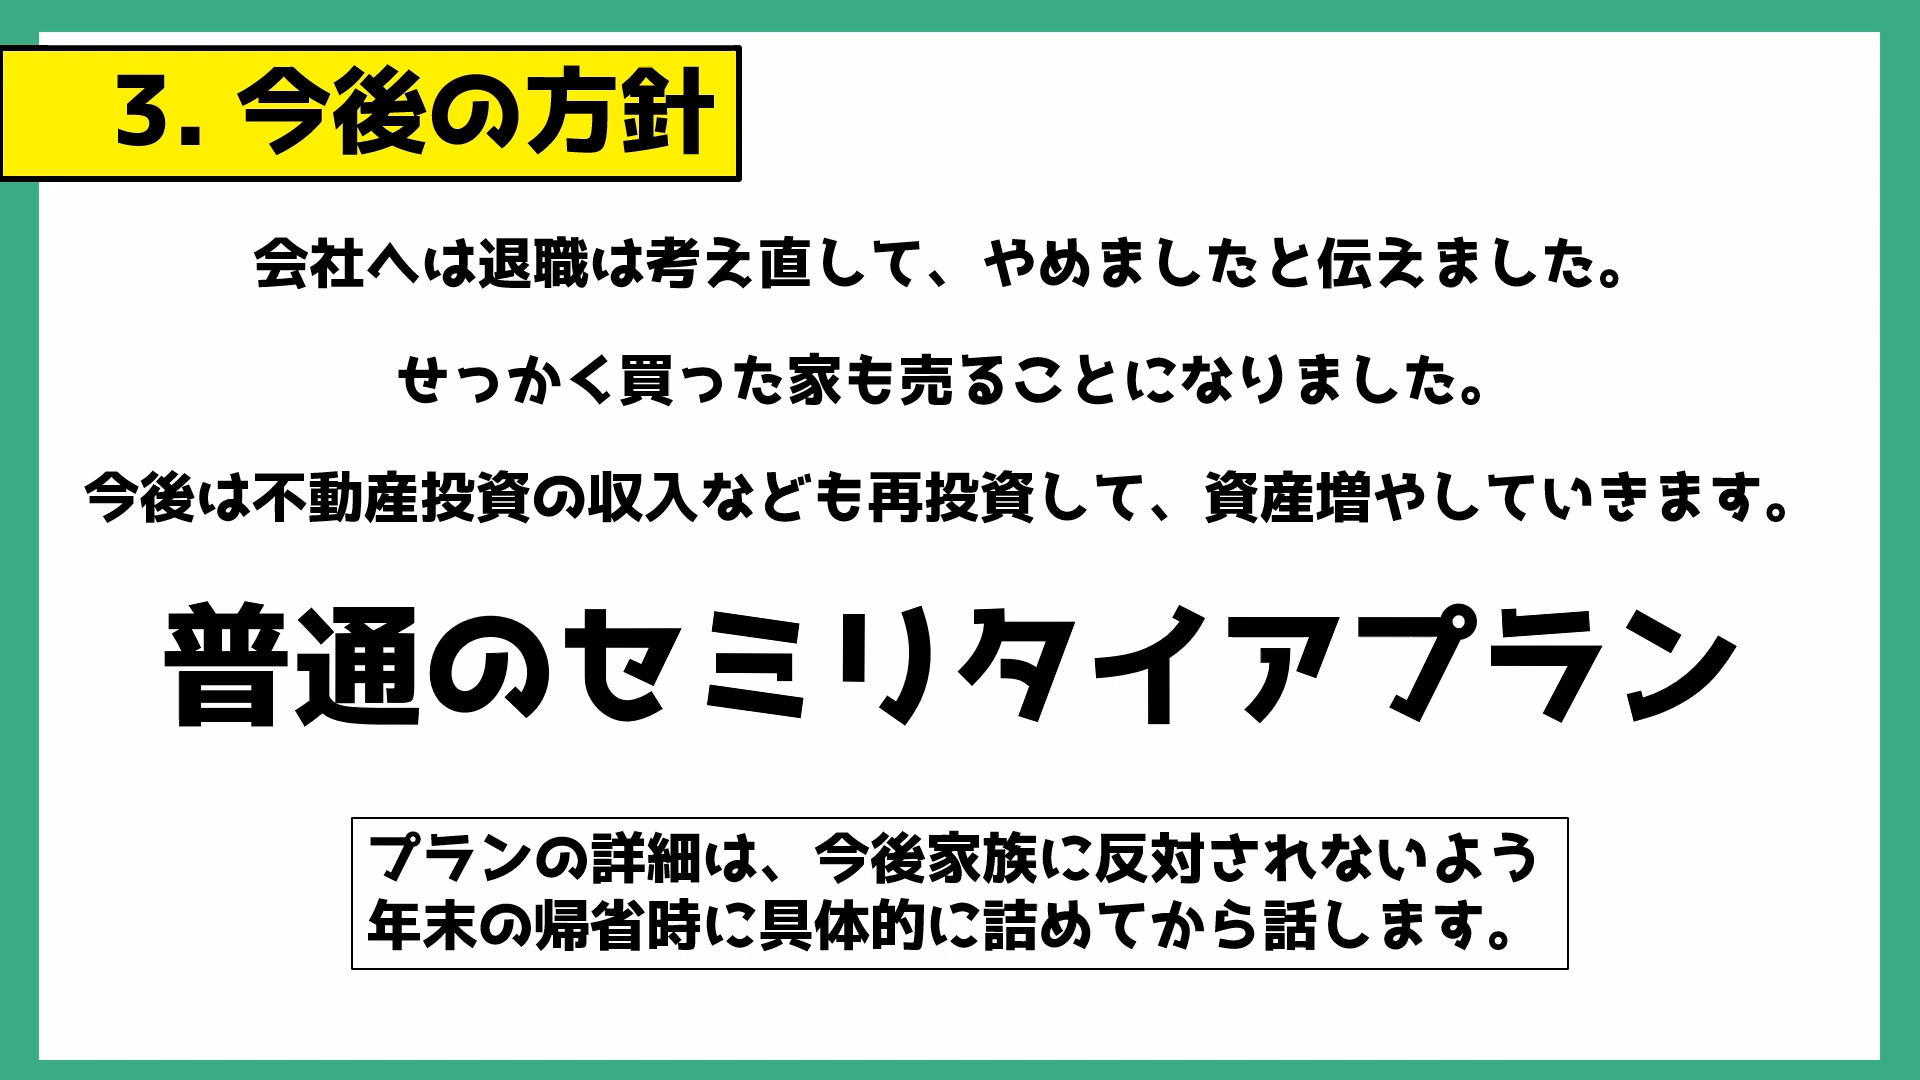 3. 今後の方針
会社へは退職は考え直して、やめましたと伝えました。
せっかく買った家も売ることになりました。
今後は不動産投資の収入なども再投資して、資産増やしていきます。
普通のセミリタイアプラン
プランの詳細は、今後家族に反対されないよう
年末の帰省時に具体的に詰めてから話します。